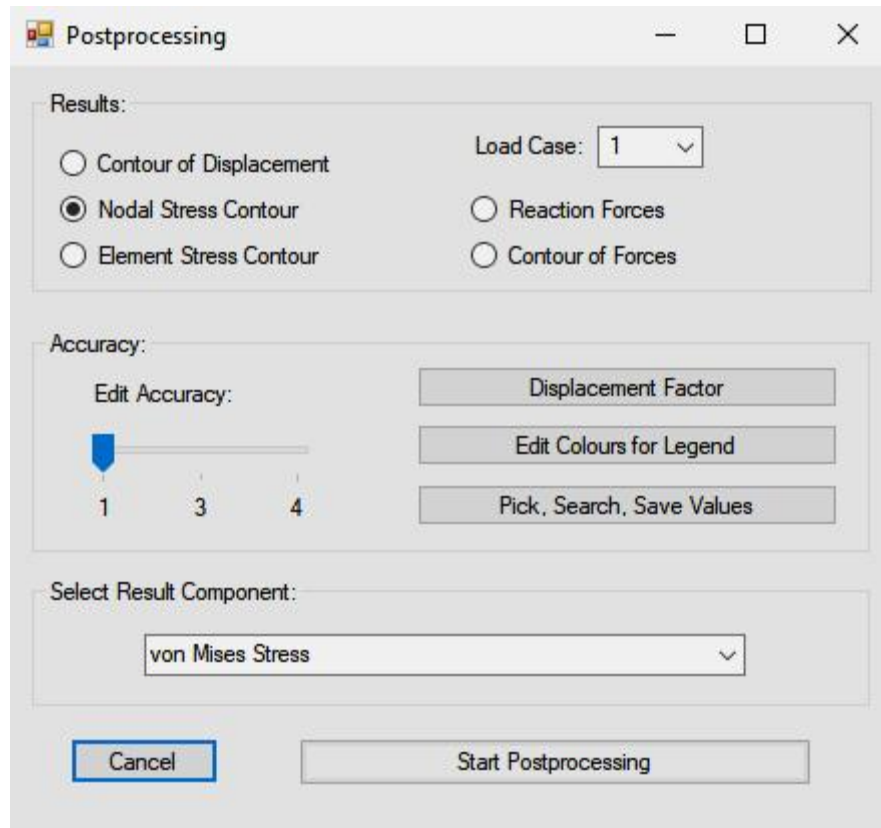 Postprocessing
Results:
Contour of Displacement
Load Case: 1
Nodal Stress Contour
Reaction Forces
Element Stress Contour
Contour of Forces
Accuracy:
Edit Accuracy:
Displacement Factor
Edit Colours for Legend
1 3 4
Pick, Search, Save Values
Select Result Component:
von Mises Stress
Cancel
Start Postprocessing